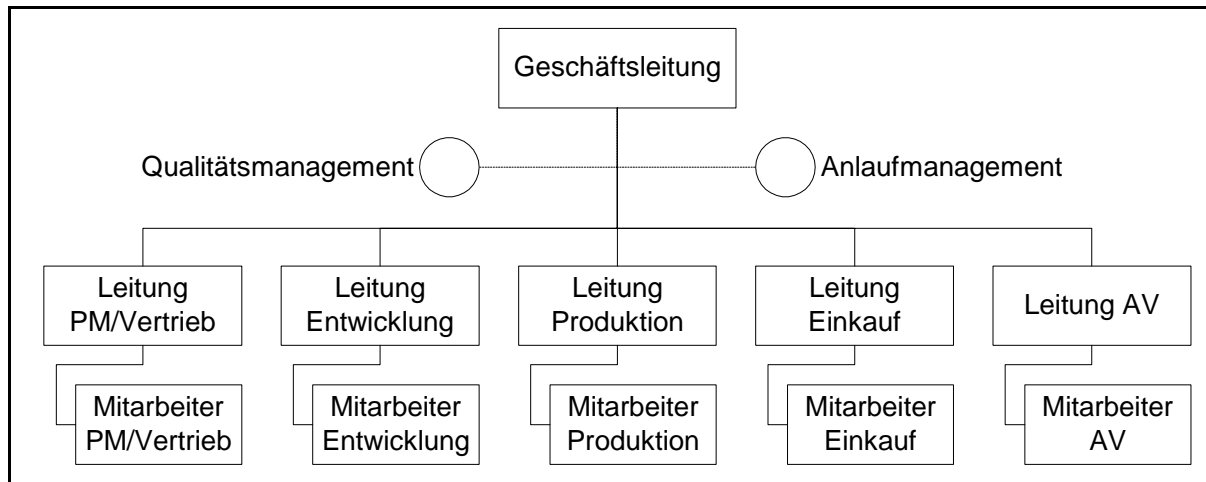 Geschäftsleitung
Qualitätsmanagement
Anlaufmanagement
Leitung
PM/Vertrieb
Leitung
Entwicklung
Leitung
Produktion
Leitung
Einkauf
Leitung AV
Mitarbeiter
PM/Vertrieb
Mitarbeiter
Entwicklung
Mitarbeiter
Produktion
Mitarbeiter
Einkauf
Mitarbeiter
AV